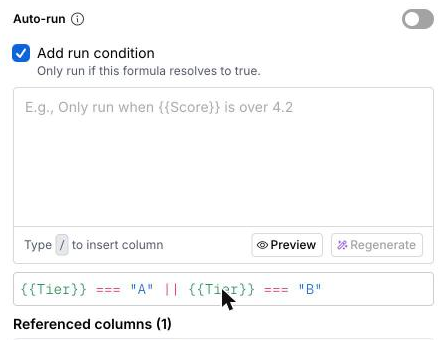 Auto-run
Add run condition
Only run if this formula resolves to true.
E.g., Only run when {{Score}} is over 4.2
Type / to insert column
Preview
Regenerate
{{Tier}} === "A" || {{Tier}} === "B"
Referenced columns (1)